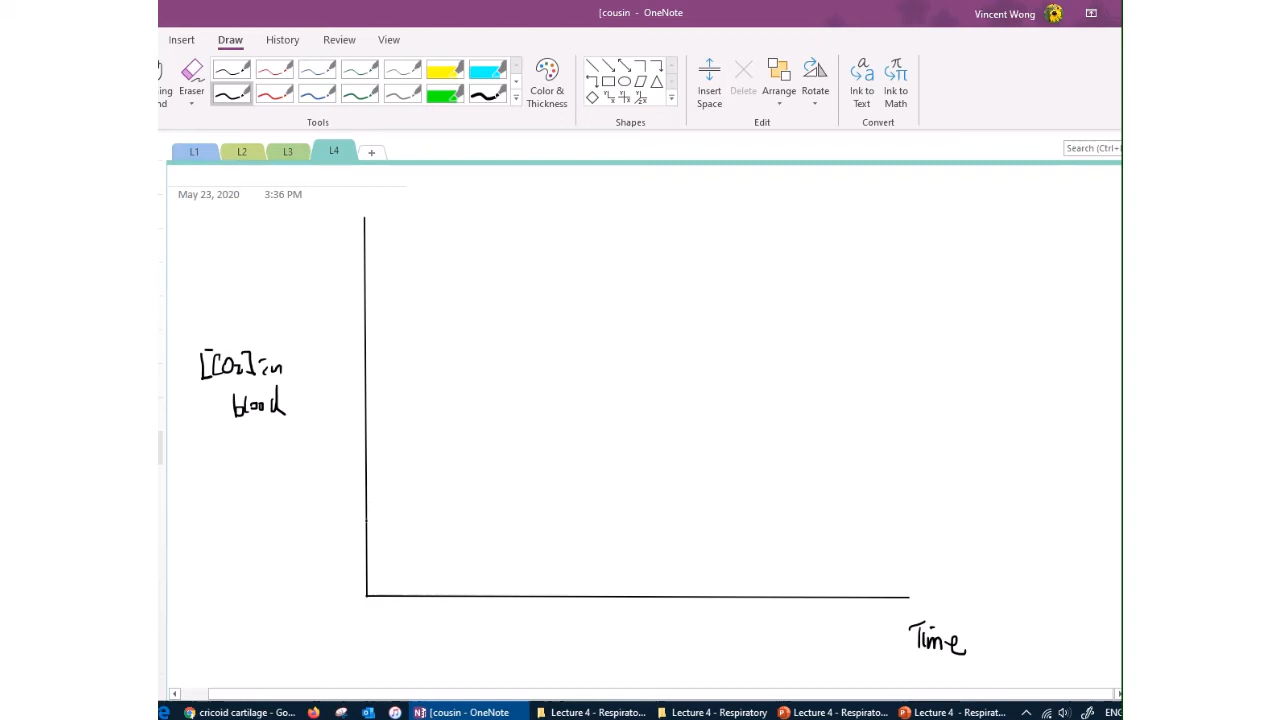 [cousin - OneNote
Vincent Wong
Insert Draw History Review View
Eraser
Color &
Thickness
Insert
Space
Delete
Arrange
Rotate
Ink to
Text
Ink to
Math
Tools
Shapes
Edit
Convert
L1 L2 L3 L4 +
Search (Ctrl+
May 23, 2020 3:36 PM
[CO₂] in
blood
Time
cricoid cartilage - Go... [cousin - OneNote Lecture 4 - Respirato... Lecture 4 - Respiratory Lecture 4 - Respirato... Lecture 4 - Respirat... ENG